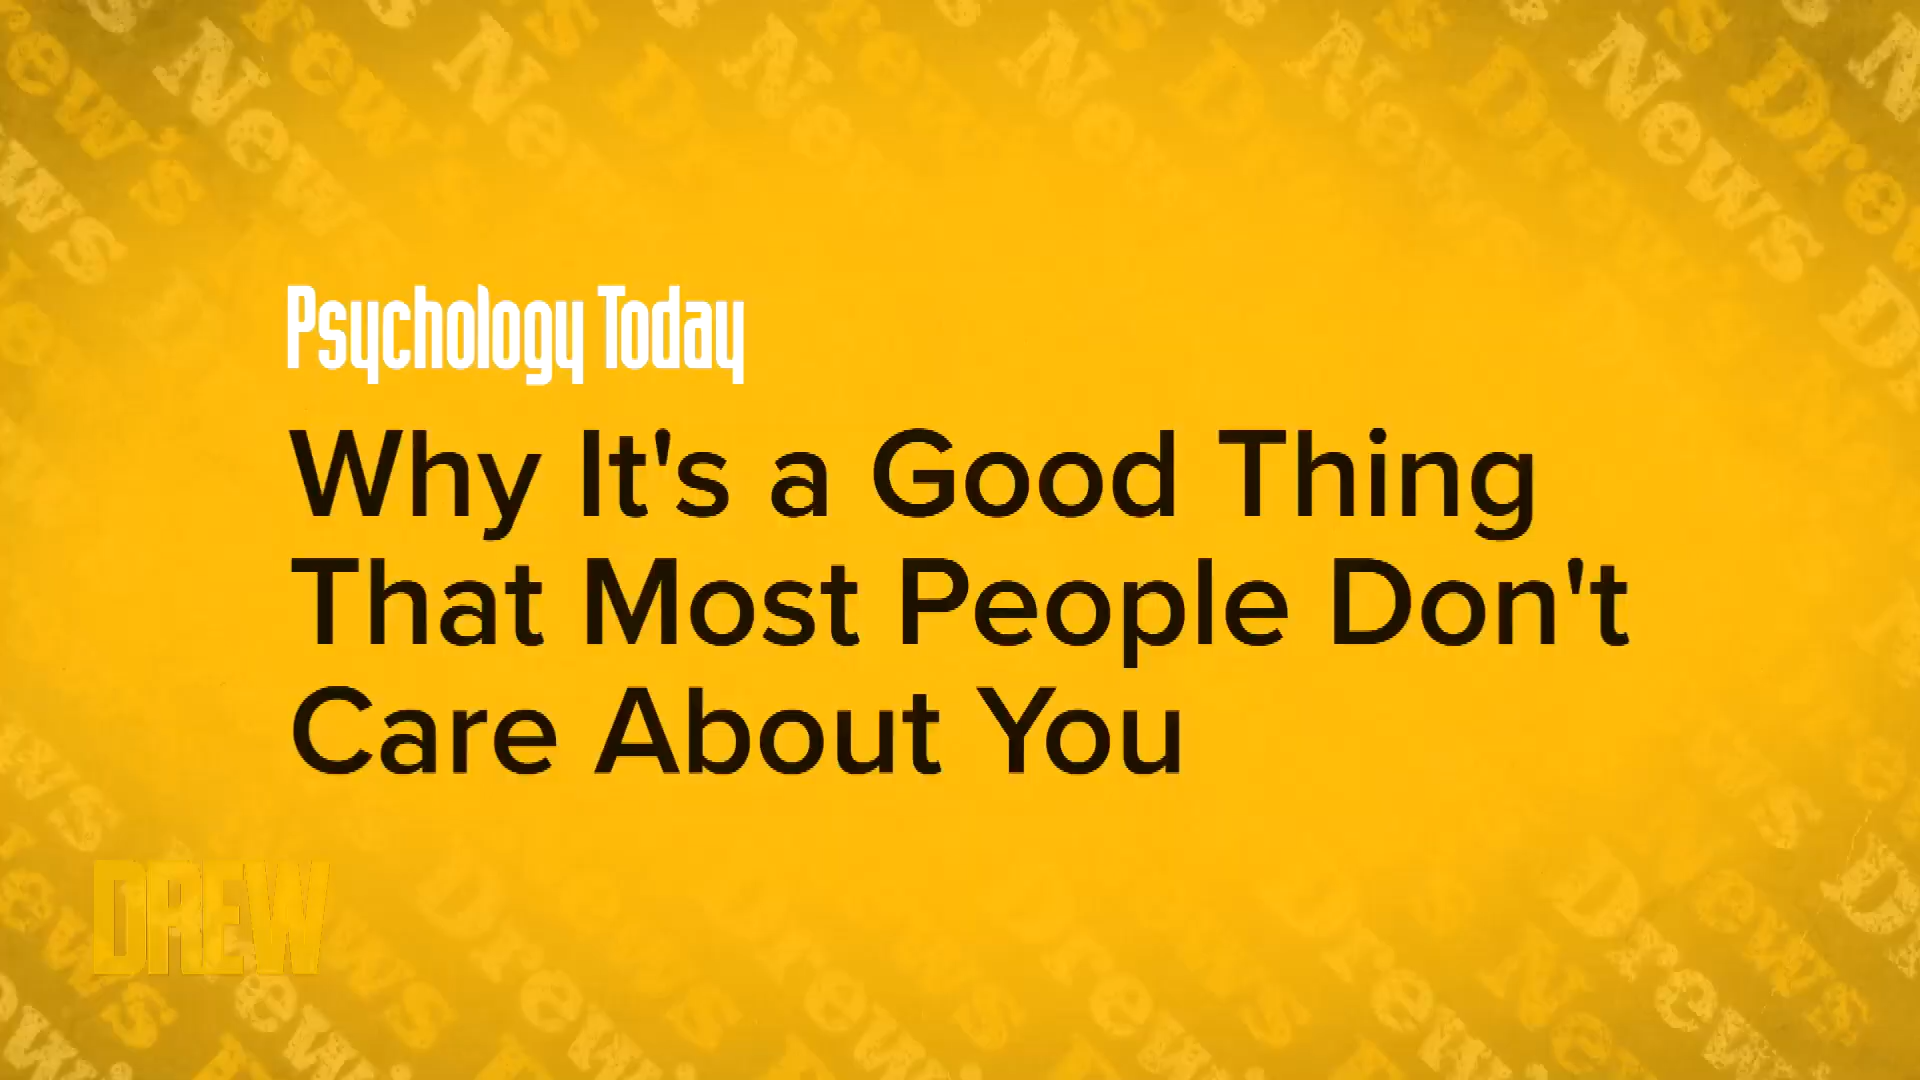 Psychology Today
Why It's a Good Thing
That Most People Don't
Care About You
DREW